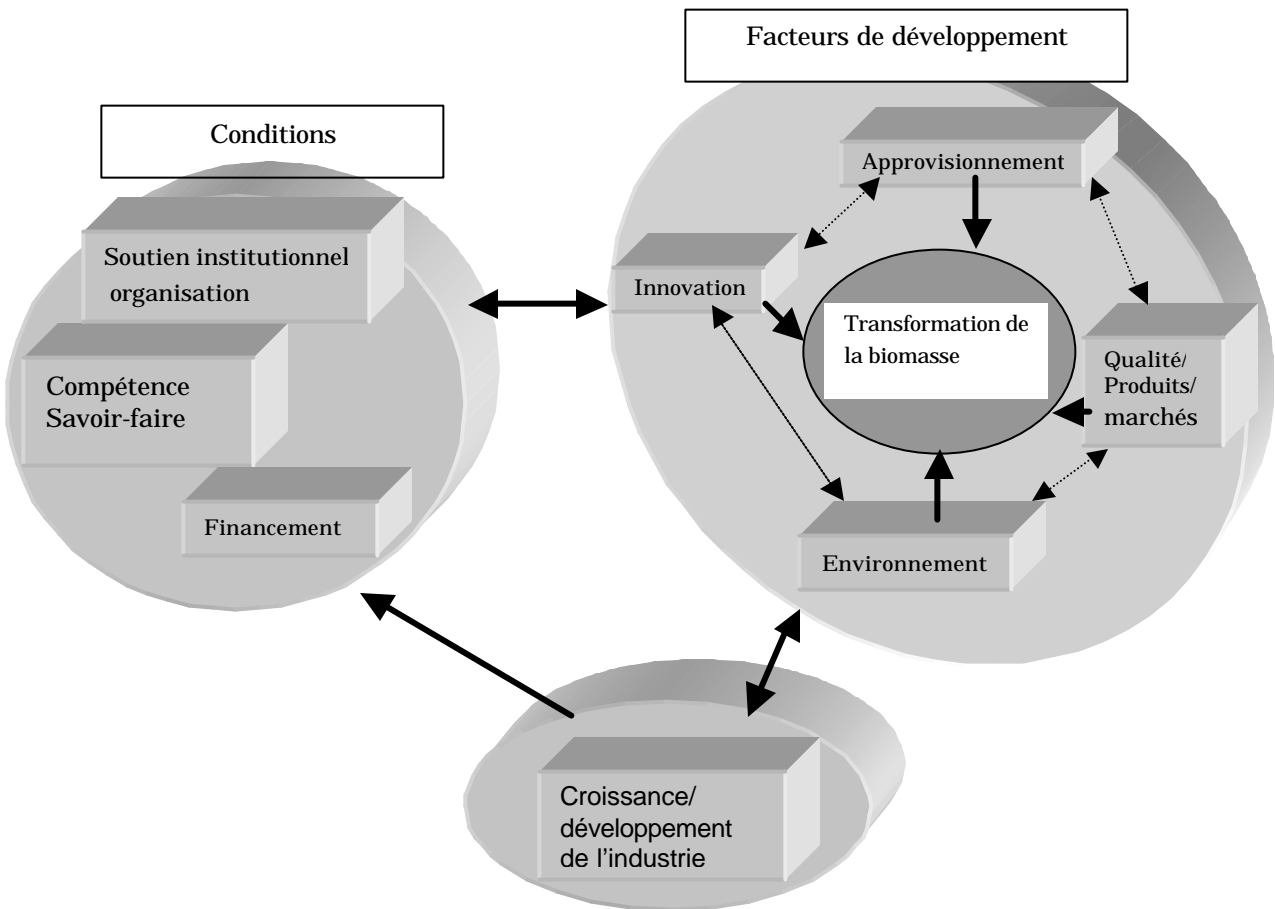 Facteurs de développement
Conditions
Approvisionnement
Soutien institutionnel
organisation
Innovation
Transformation de
la biomasse
Qualité/
Produits/
marchés
Compétence
Savoir-faire
Financement
Environnement
Croissance/
développement
de l'industrie